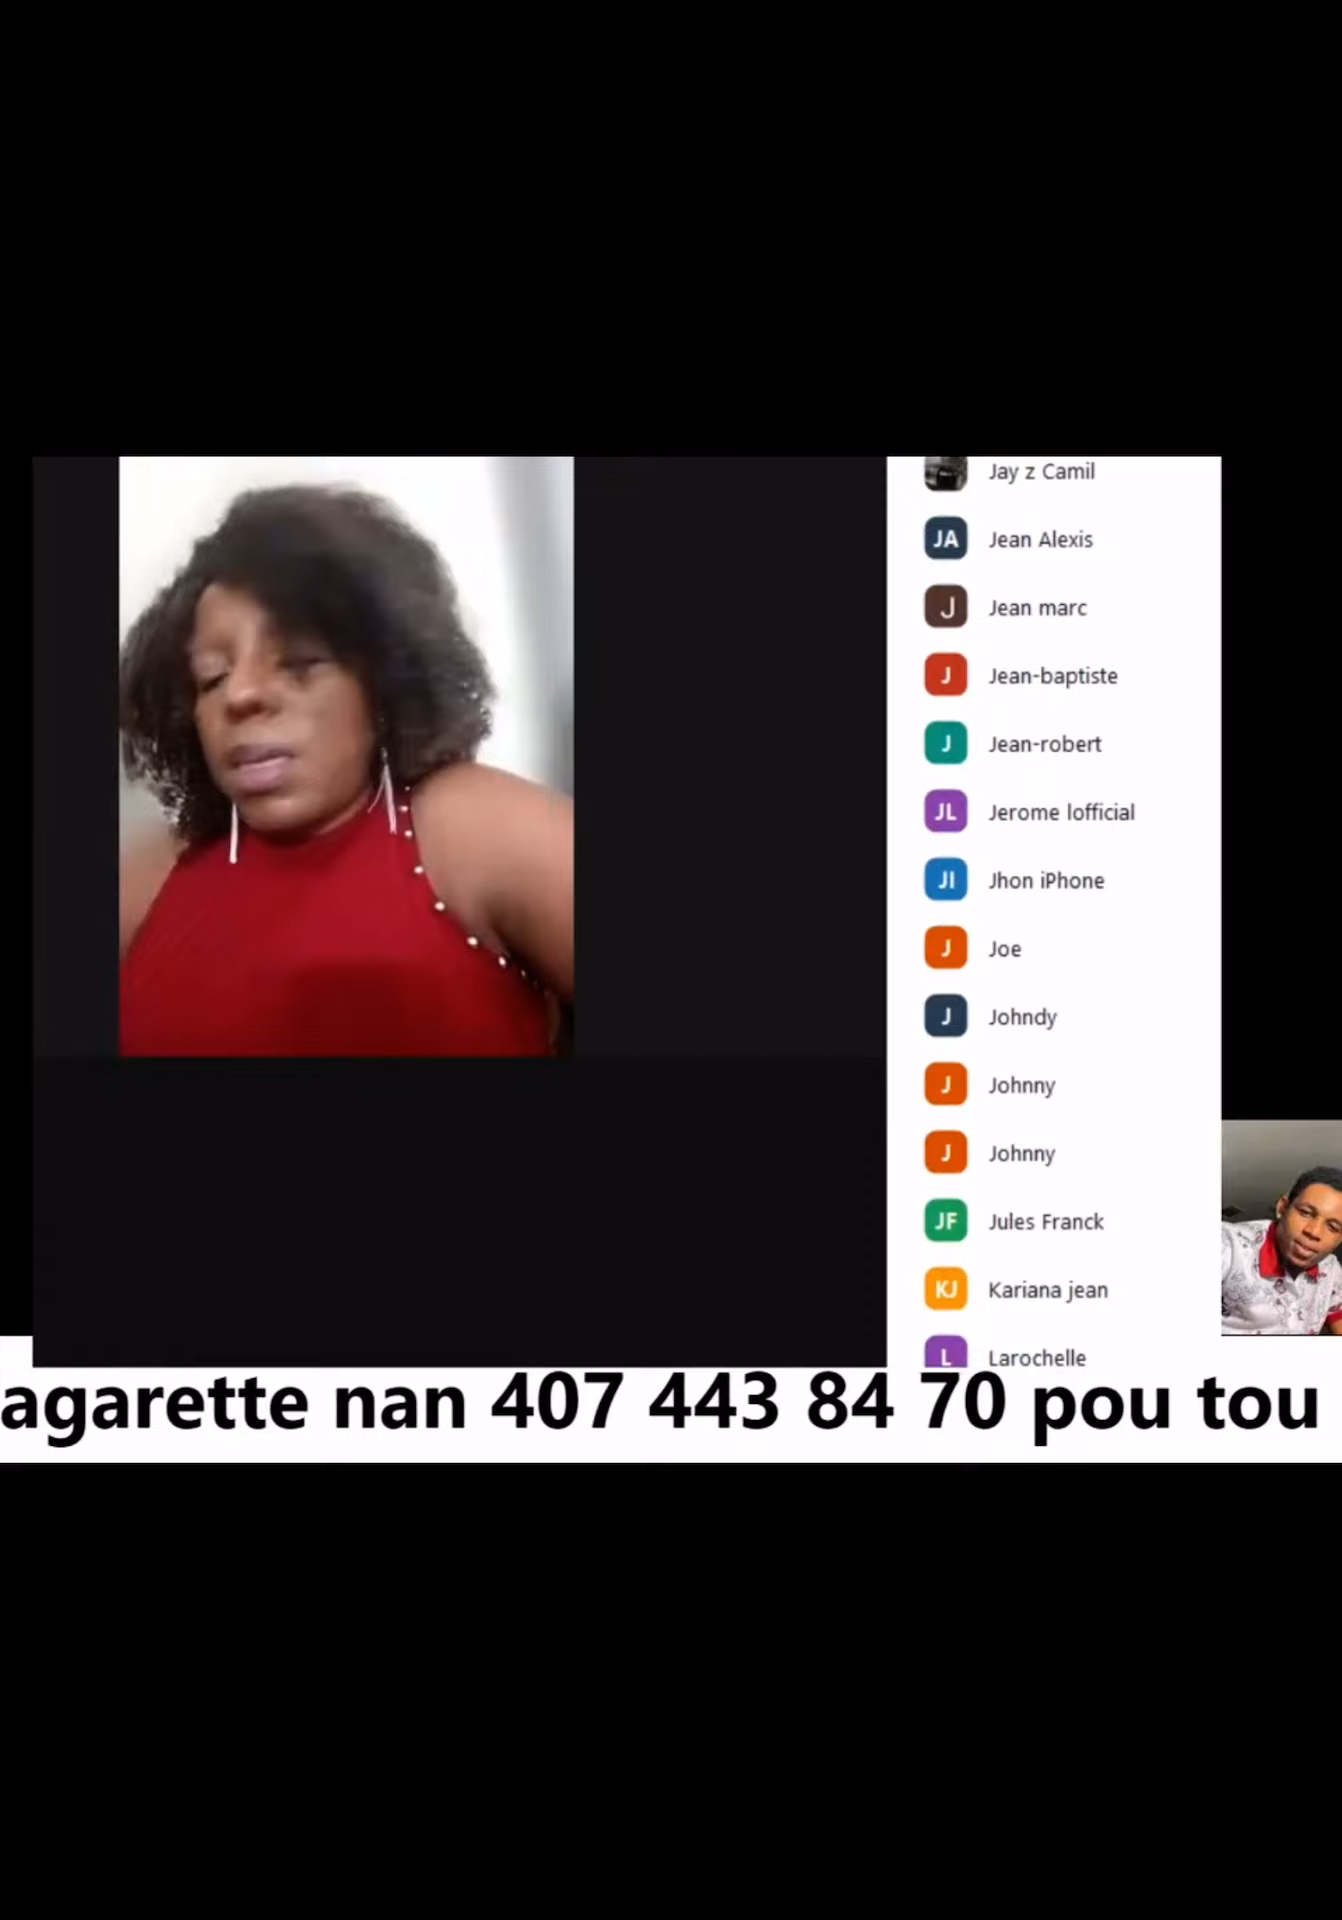 Jay z Camil
JA Jean Alexis
J Jean marc
J Jean-baptiste
J Jean-robert
JL Jerome lofficial
JI Jhon iPhone
J Joe
J Johndy
J Johnny
J Johnny
JF Jules Franck
KJ Kariana jean
L Larochelle
agarette nan 407 443 84 70 pou tou